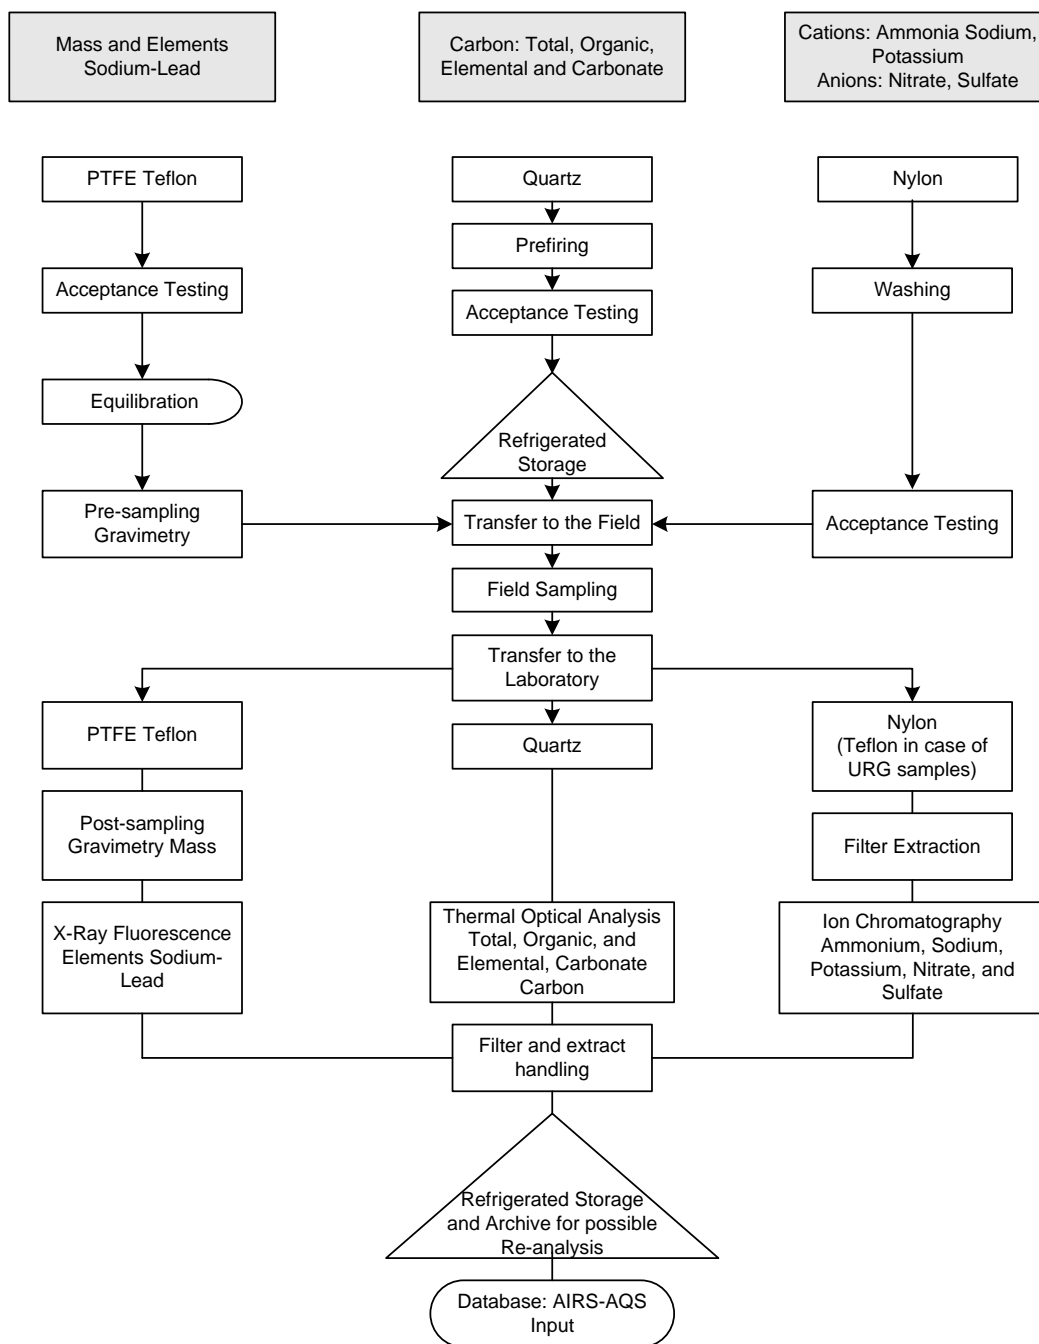 Mass and Elements
Sodium-Lead
Carbon: Total, Organic,
Elemental and Carbonate
Cations: Ammonia Sodium,
Potassium
Anions: Nitrate, Sulfate
PTFE Teflon
Quartz
Nylon
Prefiring
Acceptance Testing
Acceptance Testing
Washing
Equilibration
Refrigerated
Storage
Pre-sampling
Gravimetry
Transfer to the Field
Acceptance Testing
Field Sampling
Transfer to the
Laboratory
PTFE Teflon
Quartz
Nylon
(Teflon in case of
URG samples)
Post-sampling
Gravimetry Mass
Filter Extraction
X-Ray Fluorescence
Elements Sodium-
Lead
Thermal Optical Analysis
Total, Organic, and
Elemental, Carbonate
Carbon
Ion Chromatography
Ammonium, Sodium,
Potassium, Nitrate, and
Sulfate
Filter and extract
handling
Refrigerated Storage
and Archive for possible
Re-analysis
Database: AIRS-AQS
Input